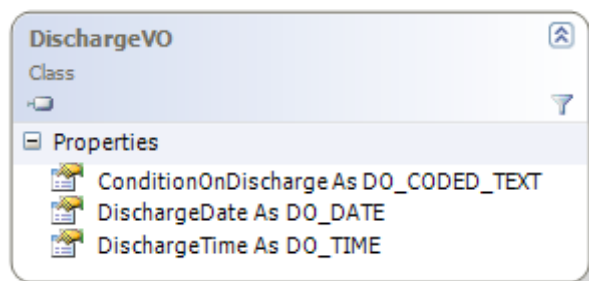 DischargeVO
Class
Properties
ConditionOnDischarge As DO_CODED_TEXT
DischargeDate As DO_DATE
DischargeTime As DO_TIME